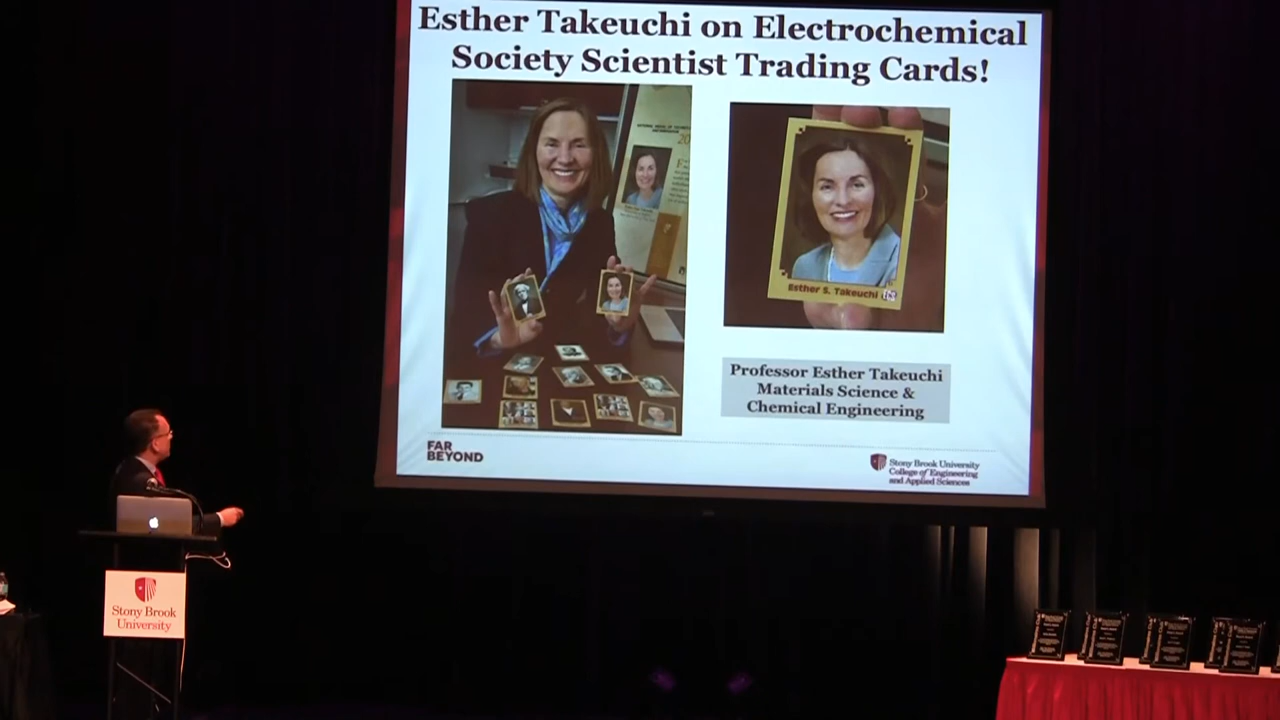 Esther Takeuchi on Electrochemical
Society Scientist Trading Cards!
Esther S. Takeuchi
Professor Esther Takeuchi
Materials Science &
Chemical Engineering
FAR
BEYOND
Stony Brook University
College of Engineering
and Applied Sciences
Stony Brook
University